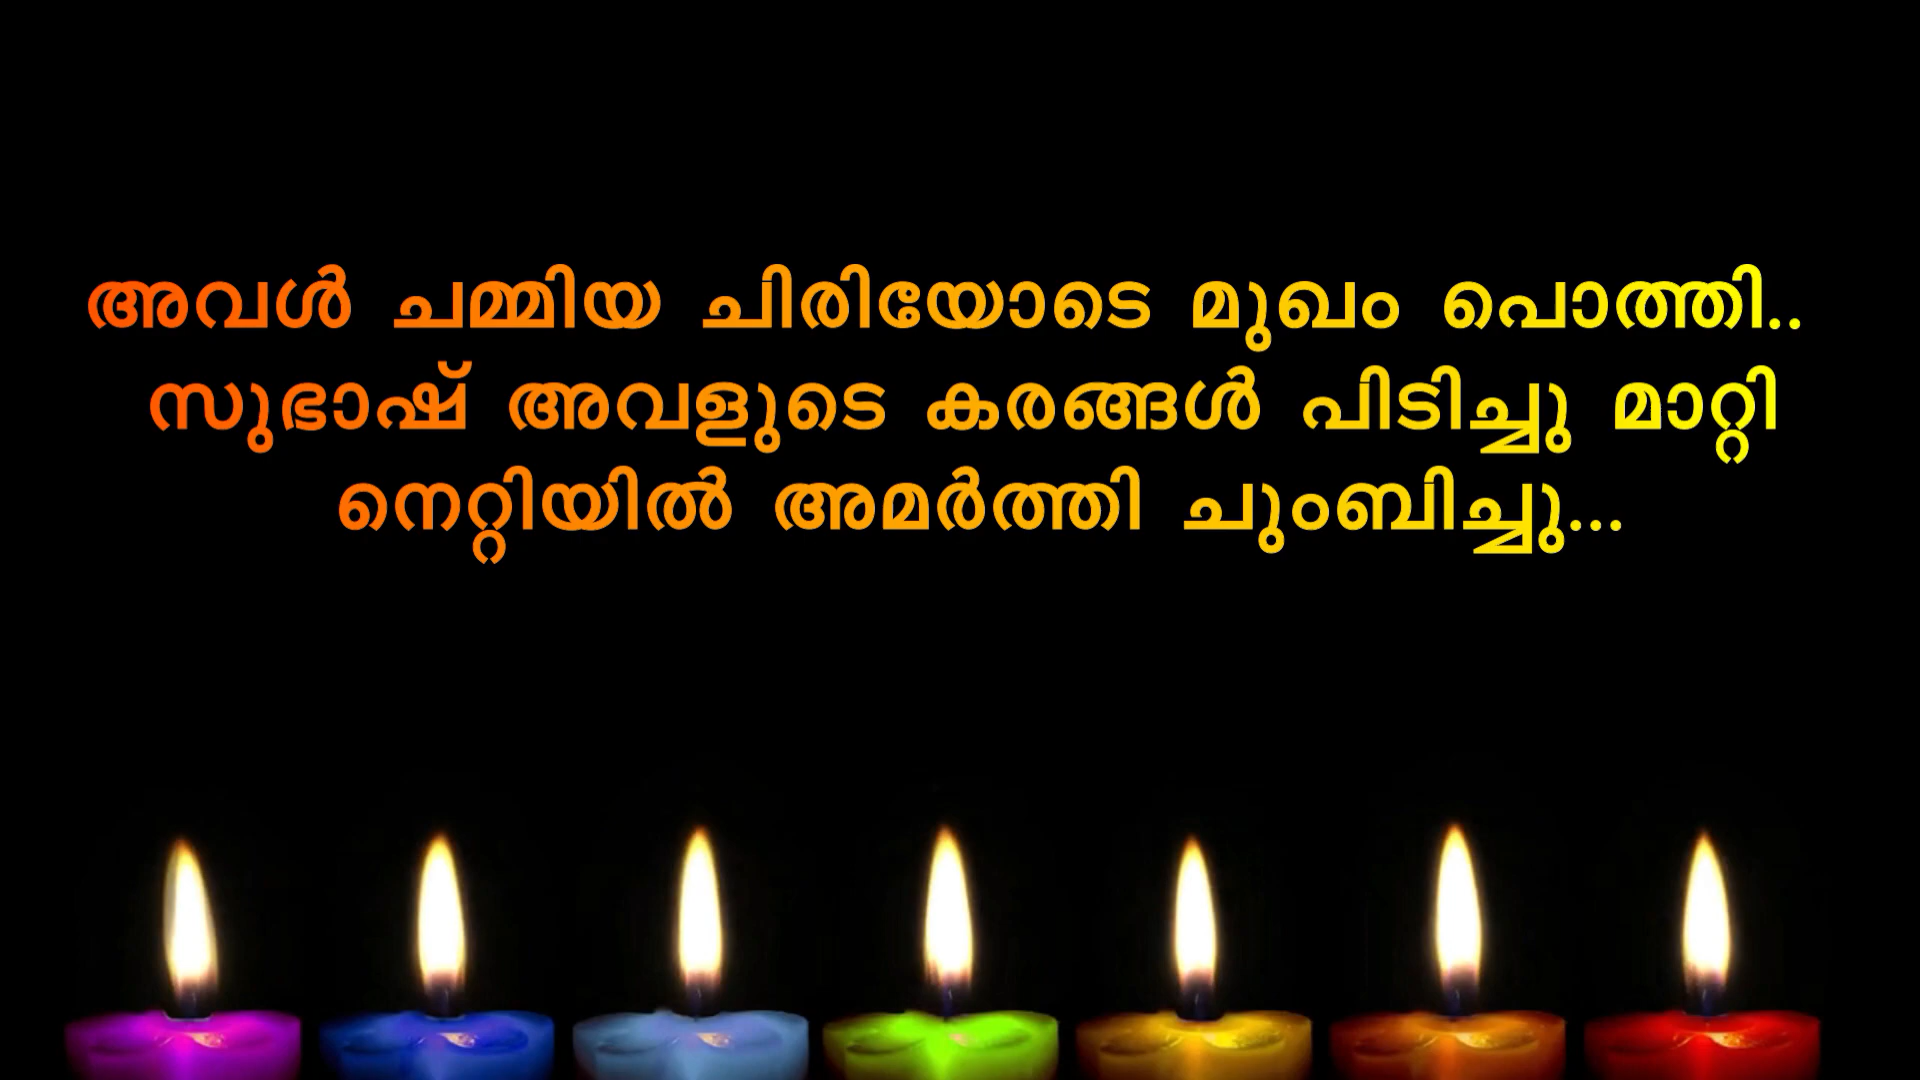 അവൾ ചമ്മിയ ചിരിയോടെ മുഖം പൊത്തി..
സുഭാഷ് അവളുടെ കരങ്ങൾ പിടിച്ചു മാറ്റി
നെറ്റിയിൽ അമർത്തി ചുംബിച്ചു...